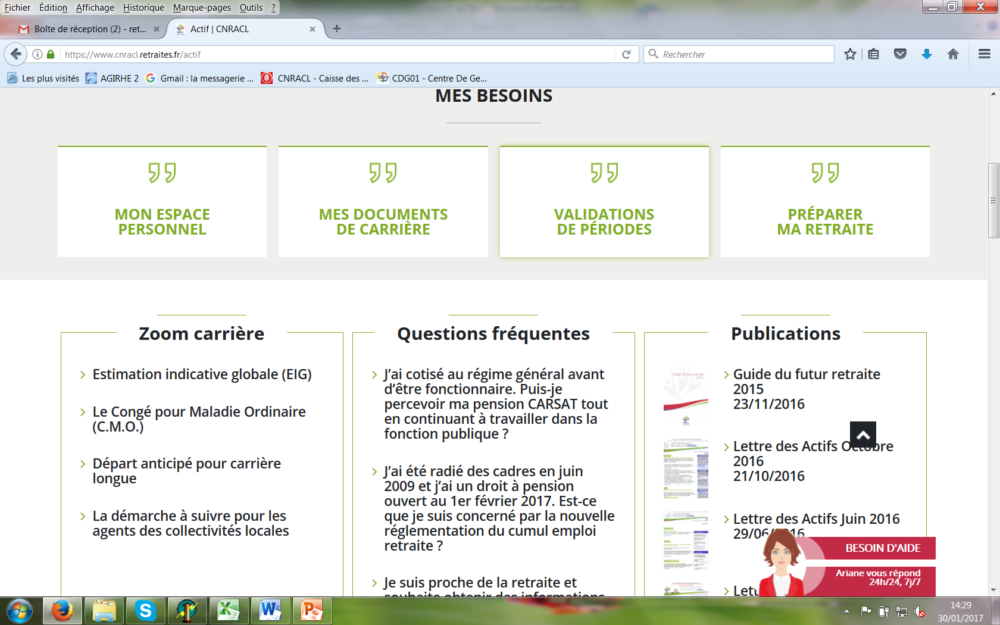 Fichier Édition Affichage Historique Marque-pages Outils ?
Boîte de réception (2) - ret...
Actif | CNRACL
https://www.cnracl.retraites.fr/actif
Rechercher
Les plus visités
AGIRHE 2
Gmail : la messagerie ...
CNRACL - Caisse des ...
CDG01 - Centre De Ge...
MES BESOINS
MON ESPACE
PERSONNEL
MES DOCUMENTS
DE CARRIÈRE
VALIDATIONS
DE PÉRIODES
PRÉPARER
MA RETRAITE
Zoom carrière
Estimation indicative globale (EIG)
Le Congé pour Maladie Ordinaire
(C.M.O.)
Départ anticipé pour carrière
longue
La démarche à suivre pour les
agents des collectivités locales
Questions fréquentes
J’ai cotisé au régime général avant
d’être fonctionnaire. Puis-je
percevoir ma pension CARSAT tout
en continuant à travailler dans la
fonction publique ?
J’ai été radié des cadres en juin
2009 et j’ai un droit à pension
ouvert au 1er février 2017. Est-ce
que je suis concerné par la nouvelle
réglementation du cumul emploi
retraite ?
Je suis proche de la retraite et
souhaite obtenir des informations
Publications
Guide du futur retraite
2015
23/11/2016
Lettre des Actifs Octobre
2016
21/10/2016
Lettre des Actifs Juin 2016
29/06/2016
BESOIN D'AIDE
Ariane vous répond
24h/24, 7j/7
14:29
30/01/2017